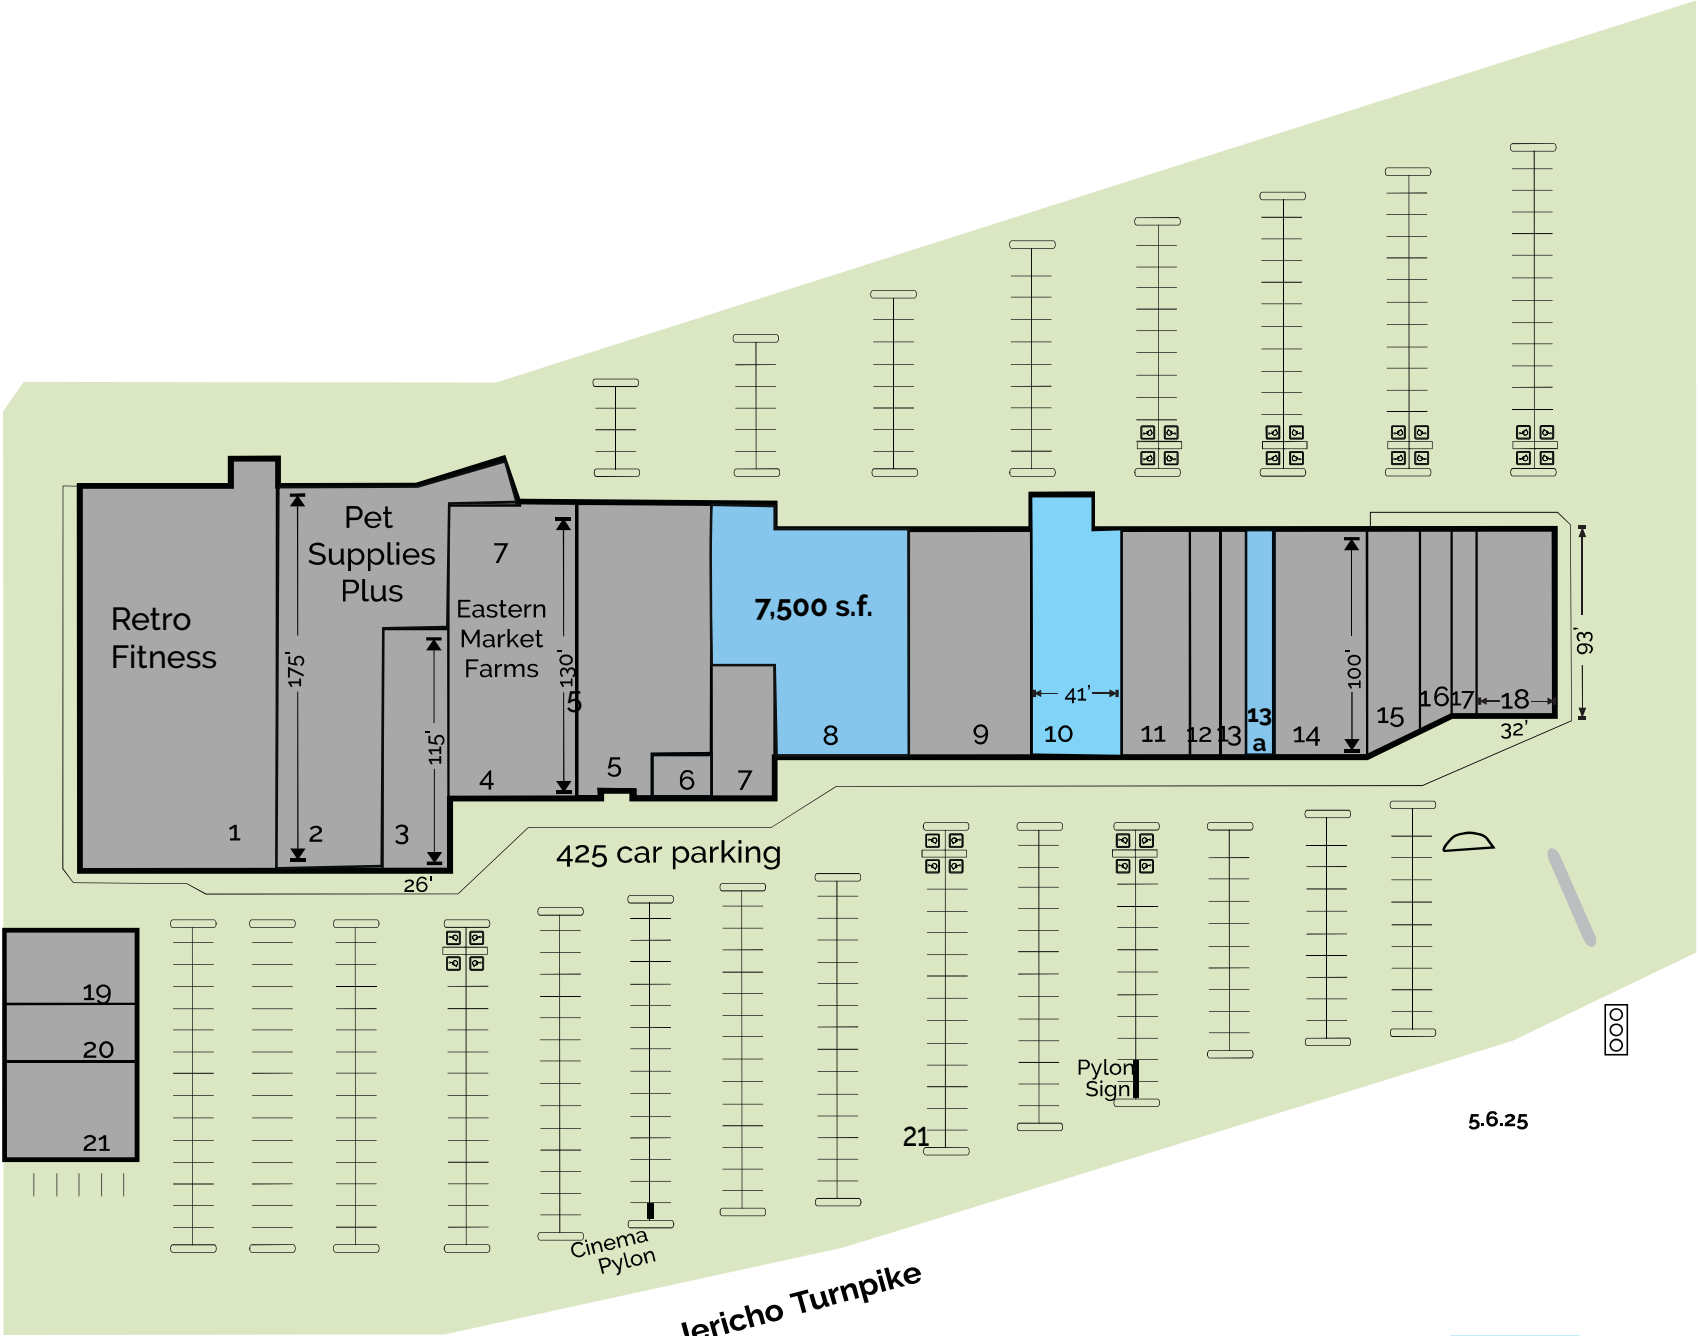 Pet
Supplies
Plus
Retro
Fitness
7
Eastern
Market
Farms
7,500 s.f.
175'
115'
130'
5
41'
100'
93'
32'
26'
1
2
3
4
5
6
7
8
9
10
11
12
13
13
a
14
15
16
17
18
425 car parking
19
20
21
21
Pylon
Sign
Cinema
Pylon
5.6.25
Jericho Turnpike